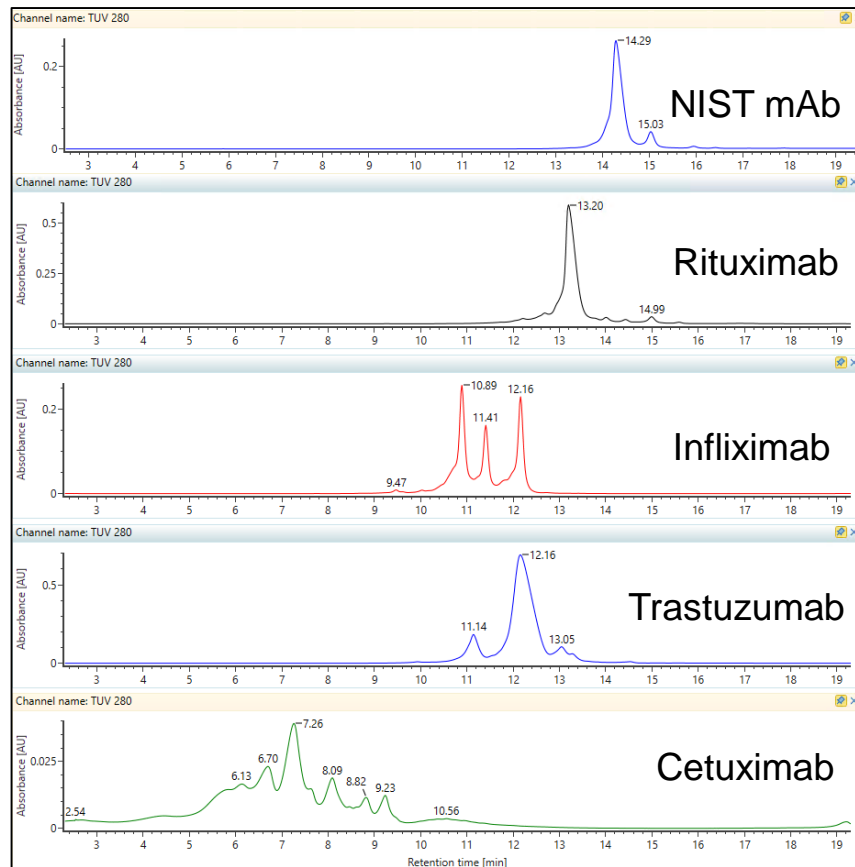 Channel name: TUV 280
Absorbance [AU]
0.2
0
14.29
15.03
NIST mAb
3 4 5 6 7 8 9 10 11 12 13 14 15 16 17 18 19
Channel name: TUV 280
Absorbance [AU]
0.5
0.25
0
13.20
14.99
Rituximab
3 4 5 6 7 8 9 10 11 12 13 14 15 16 17 18 19
Channel name: TUV 280
Absorbance [AU]
0.2
0
9.47
10.89
11.41
12.16
Infliximab
3 4 5 6 7 8 9 10 11 12 13 14 15 16 17 18 19
Channel name: TUV 280
Absorbance [AU]
0.5
0
11.14
12.16
13.05
Trastuzumab
3 4 5 6 7 8 9 10 11 12 13 14 15 16 17 18 19
Channel name: TUV 280
Absorbance [AU]
0.025
0
2.54
6.13
6.70
7.26
8.09
8.82
9.23
10.56
Cetuximab
3 4 5 6 7 8 9 10 11 12 13 14 15 16 17 18 19
Retention time [min]